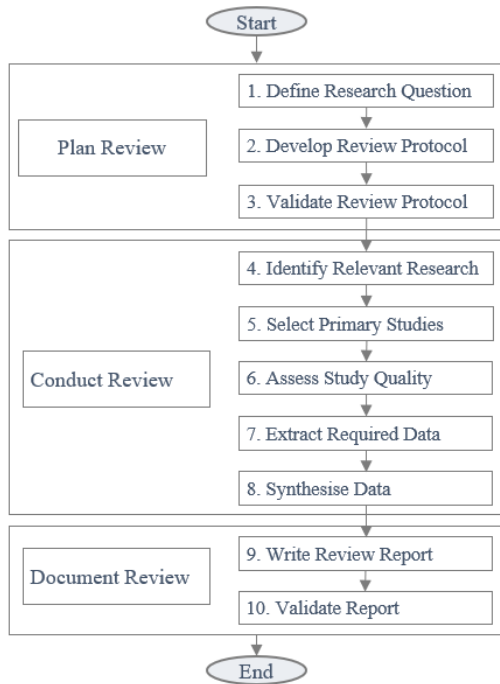 Start
Plan Review
1. Define Research Question
2. Develop Review Protocol
3. Validate Review Protocol
Conduct Review
4. Identify Relevant Research
5. Select Primary Studies
6. Assess Study Quality
7. Extract Required Data
8. Synthesise Data
Document Review
9. Write Review Report
10. Validate Report
End